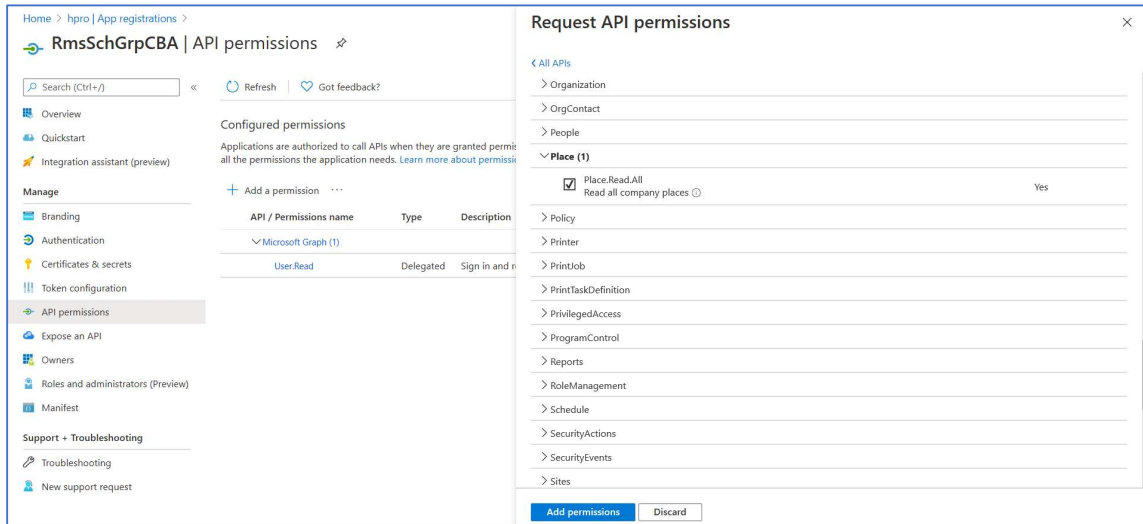 Home > hpro | App registrations >
RmsSchGrpCBA | API permissions
Search (Ctrl+/)
«
Overview
Quickstart
Integration assistant (preview)
Manage
Branding
Authentication
Certificates & secrets
Token configuration
API permissions
Expose an API
Owners
Roles and administrators (Preview)
Manifest
Support + Troubleshooting
Troubleshooting
New support request
Refresh
Got feedback?
Configured permissions
Applications are authorized to call APIs when they are granted permis
all the permissions the application needs. Learn more about permissio
Add a permission ···
API / Permissions name Type Description
Microsoft Graph (1)
User.Read Delegated Sign in and r
Request API permissions
All APIs
Organization
OrgContact
People
Place (1)
Place.Read.All
Read all company places
Yes
Policy
Printer
PrintJob
PrintTaskDefinition
PrivilegedAccess
ProgramControl
Reports
RoleManagement
Schedule
SecurityActions
SecurityEvents
Sites
Add permissions Discard